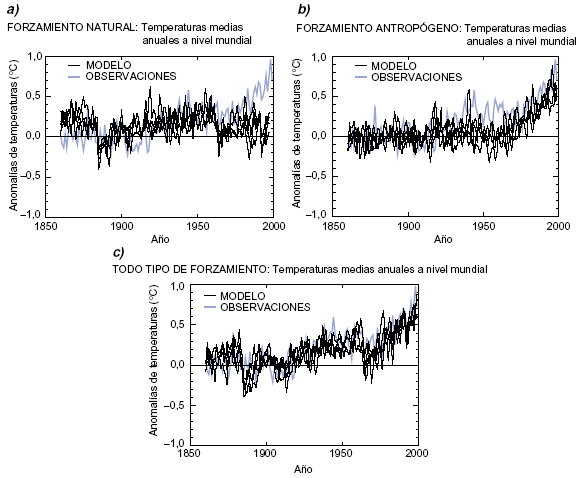 a)
FORZAMIENTO NATURAL: Temperaturas medias
anuales a nivel mundial
1,0
0,5
0,0
–0,5
–1,0
Anomalías de temperaturas (°C)
MODELO
OBSERVACIONES
1850
1900
1950
2000
Año
b)
FORZAMIENTO ANTROPÓGENO: Temperaturas medias
anuales a nivel mundial
1,0
0,5
0,0
–0,5
–1,0
Anomalías de temperaturas (°C)
MODELO
OBSERVACIONES
1850
1900
1950
2000
Año
c)
TODO TIPO DE FORZAMIENTO: Temperaturas medias anuales a nivel mundial
1,0
0,5
0,0
–0,5
–1,0
Anomalías de temperaturas (°C)
MODELO
OBSERVACIONES
1850
1900
1950
2000
Año